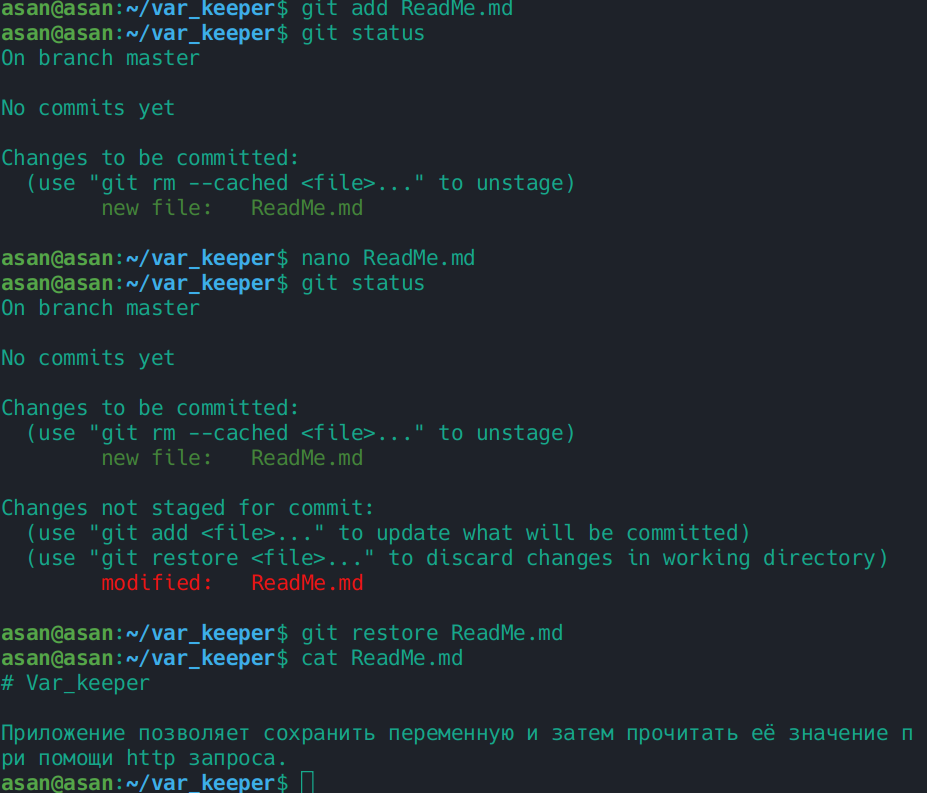 asan@asan:~/var_keeper$ git add ReadMe.md
asan@asan:~/var_keeper$ git status
On branch master

No commits yet

Changes to be committed:
  (use "git rm --cached <file>..." to unstage)
        new file:   ReadMe.md

asan@asan:~/var_keeper$ nano ReadMe.md
asan@asan:~/var_keeper$ git status
On branch master

No commits yet

Changes to be committed:
  (use "git rm --cached <file>..." to unstage)
        new file:   ReadMe.md

Changes not staged for commit:
  (use "git add <file>..." to update what will be committed)
  (use "git restore <file>..." to discard changes in working directory)
        modified:   ReadMe.md

asan@asan:~/var_keeper$ git restore ReadMe.md
asan@asan:~/var_keeper$ cat ReadMe.md
# Var_keeper

Приложение позволяет сохранить переменную и затем прочитать её значение п
ри помощи http запроса.
asan@asan:~/var_keeper$